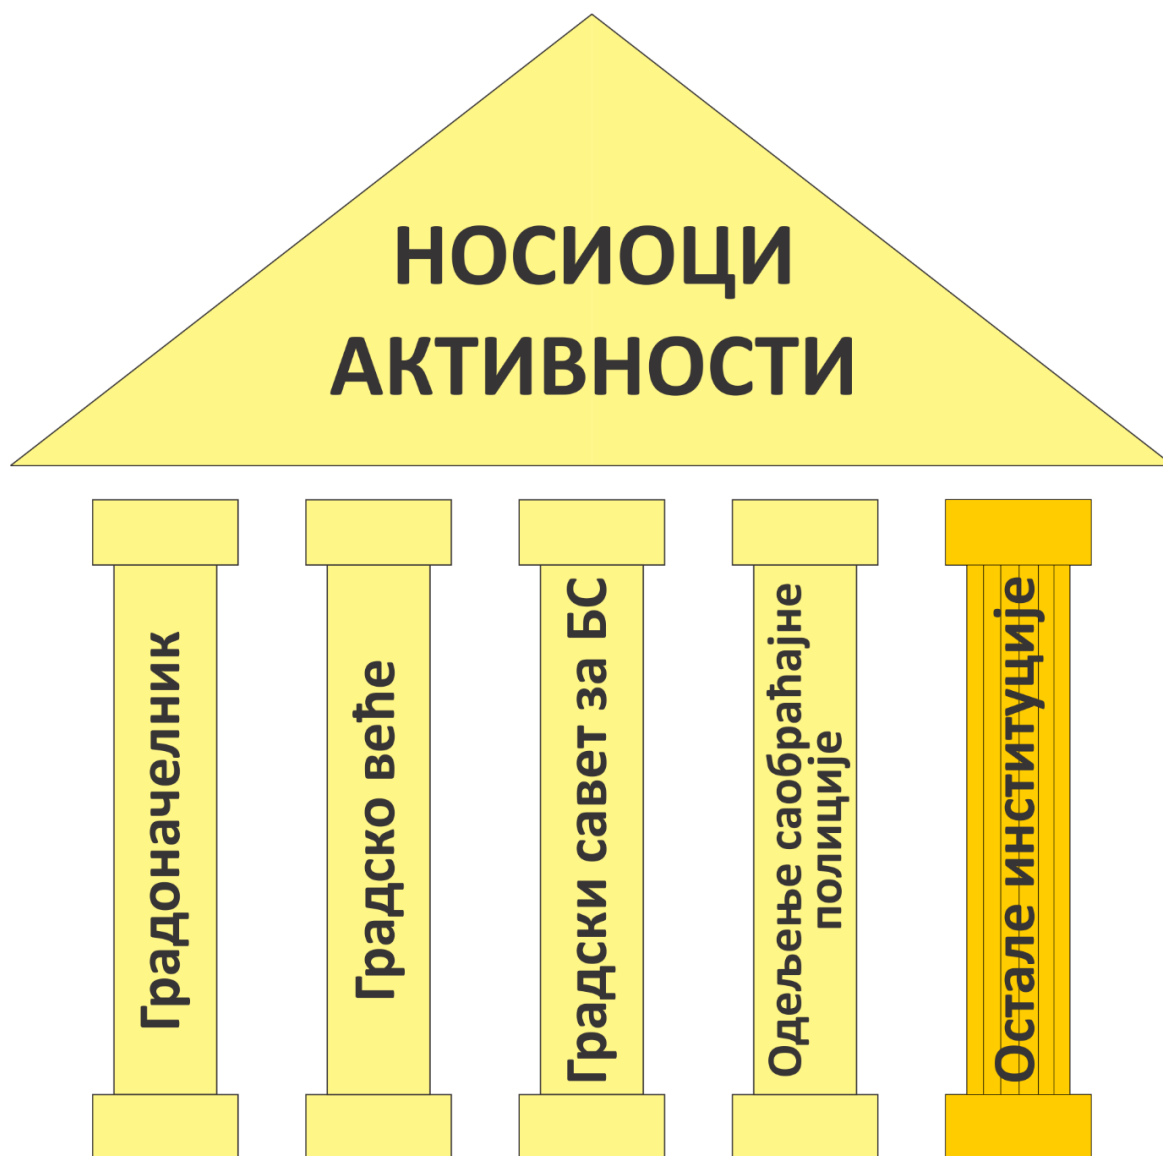 НОСИОЦИ
АКТИВНОСТИ
Градоначелник
Градско веће
Градски савет за БС
Одељење саобраћајне
полиције
Остале институције